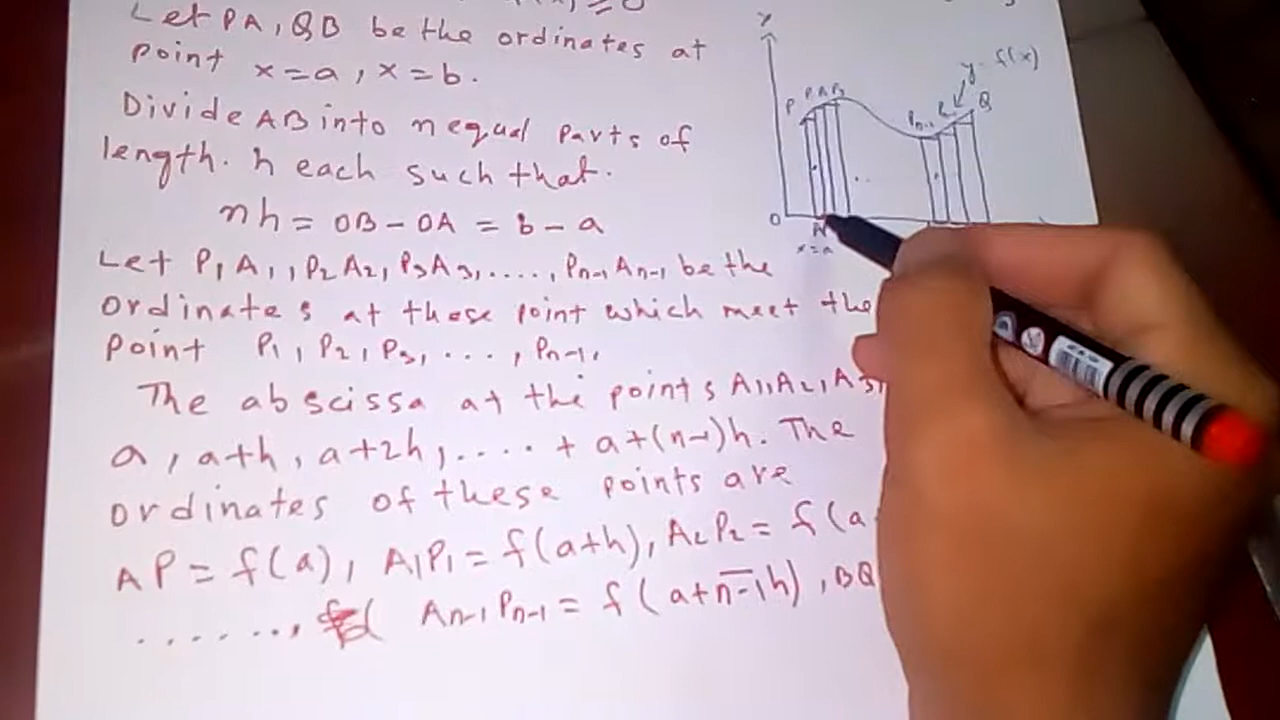 ≥0
Let PA, QB be the ordinates at
point x=a, x=b.
Divide AB into n equal parts of
length. h each such that.
nh = OB - OA = b - a
Let P1A1, P2A2, P3A3, ...., Pn-1An-1 be the
ordinates at these point which meet the
point P1, P2, P3, ..., Pn-1.
The abscissa at the points A1, A2, A3,
a, a+h, a+2h, .... + a+(n-1)h. The
ordinates of these points are
AP = f(a), A1P1 = f(a+h), A2P2 = f(a
......, An-1Pn-1 = f(a+n-1h), BQ
Y
y=f(x)
P
Q
Pn-1
O
x=a